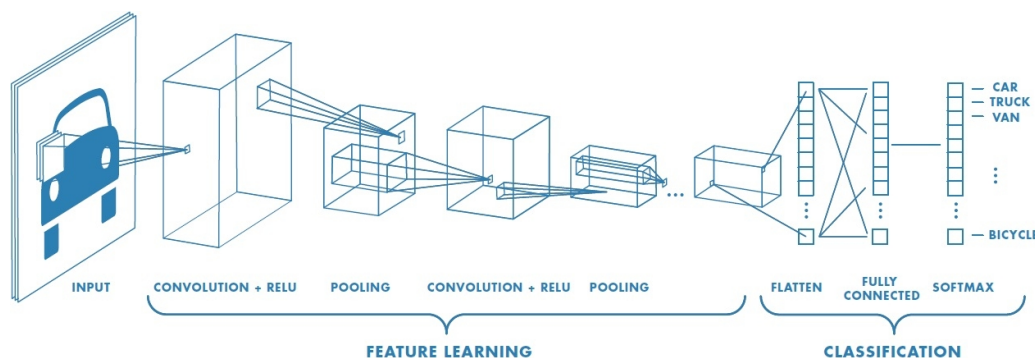 CAR
TRUCK
VAN
BICYCLE
INPUT
CONVOLUTION + RELU
POOLING
CONVOLUTION + RELU
POOLING
FLATTEN
FULLY
CONNECTED
SOFTMAX
FEATURE LEARNING
CLASSIFICATION